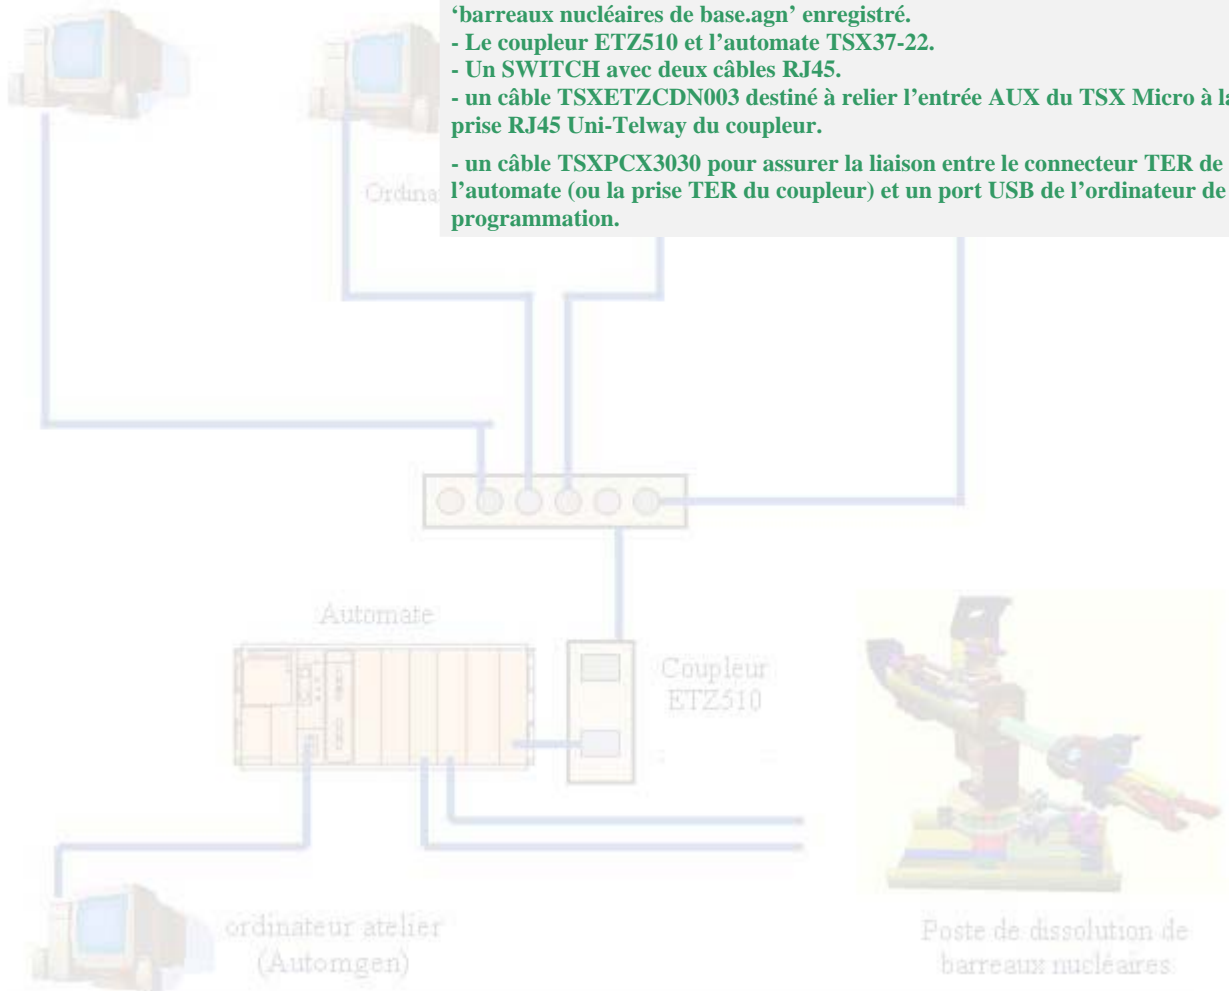 ‘barreaux nucléaires de base.agn’ enregistré.
- Le coupleur ETZ510 et l’automate TSX37-22.
- Un SWITCH avec deux câbles RJ45.
- un câble TSXETZCDN003 destiné à relier l’entrée AUX du TSX Micro à la
prise RJ45 Uni-Telway du coupleur.
- un câble TSXPCX3030 pour assurer la liaison entre le connecteur TER de
l’automate (ou la prise TER du coupleur) et un port USB de l’ordinateur de
programmation.
Automate
Coupleur
ETZ510
ordinateur atelier
(Automgen)
Poste de dissolution de
barreaux nucléaires